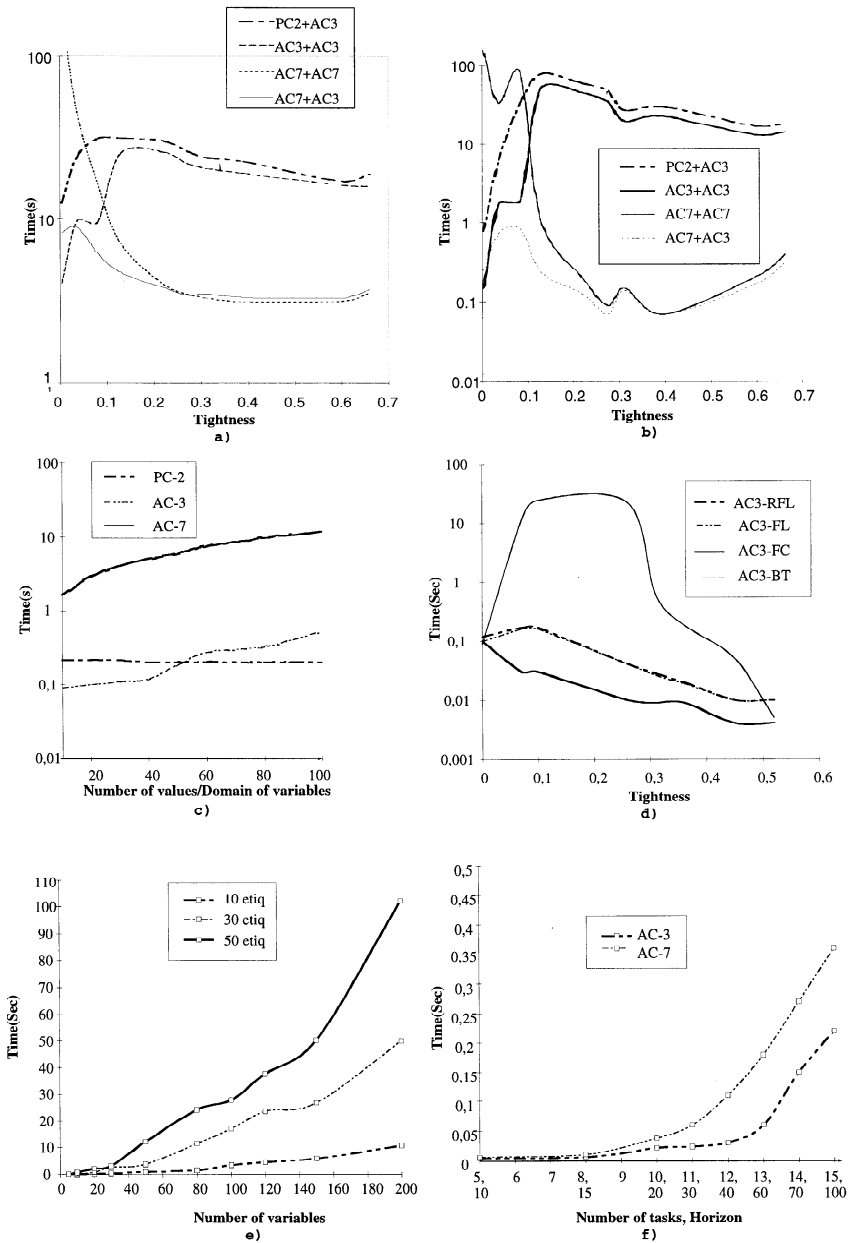 PC2+AC3
AC3+AC3
AC7+AC7
AC7+AC3
100
10
1
1
Time(s)
0 0.1 0.2 0.3 0.4 0.5 0.6 0.7
Tightness
a)
100
10
1
0.1
0.01
Time(s)
PC2+AC3
AC3+AC3
AC7+AC7
AC7+AC3
0 0.1 0.2 0.3 0.4 0.5 0.6 0.7
Tightness
b)
100
10
1
0,1
0,01
Time(s)
PC-2
AC-3
AC-7
20 40 60 80 100
Number of values/Domain of variables
c)
100
10
1
0,1
0,01
0,001
Time(Sec)
AC3-RFL
AC3-FL
AC3-FC
AC3-BT
0 0,1 0,2 0,3 0,4 0,5 0,6
Tightness
d)
110
100
90
80
70
60
50
40
30
20
10
0
Time(Sec)
10 etiq
30 etiq
50 etiq
0 20 40 60 80 100 120 140 160 180 200
Number of variables
e)
0,5
0,45
0,4
0,35
0,3
0,25
0,2
0,15
0,1
0,05
0
Time(Sec)
AC-3
AC-7
5, 6 7 8, 9 10, 11, 12, 13, 14, 15,
10 15 20 30 40 60 70 100
Number of tasks, Horizon
f)